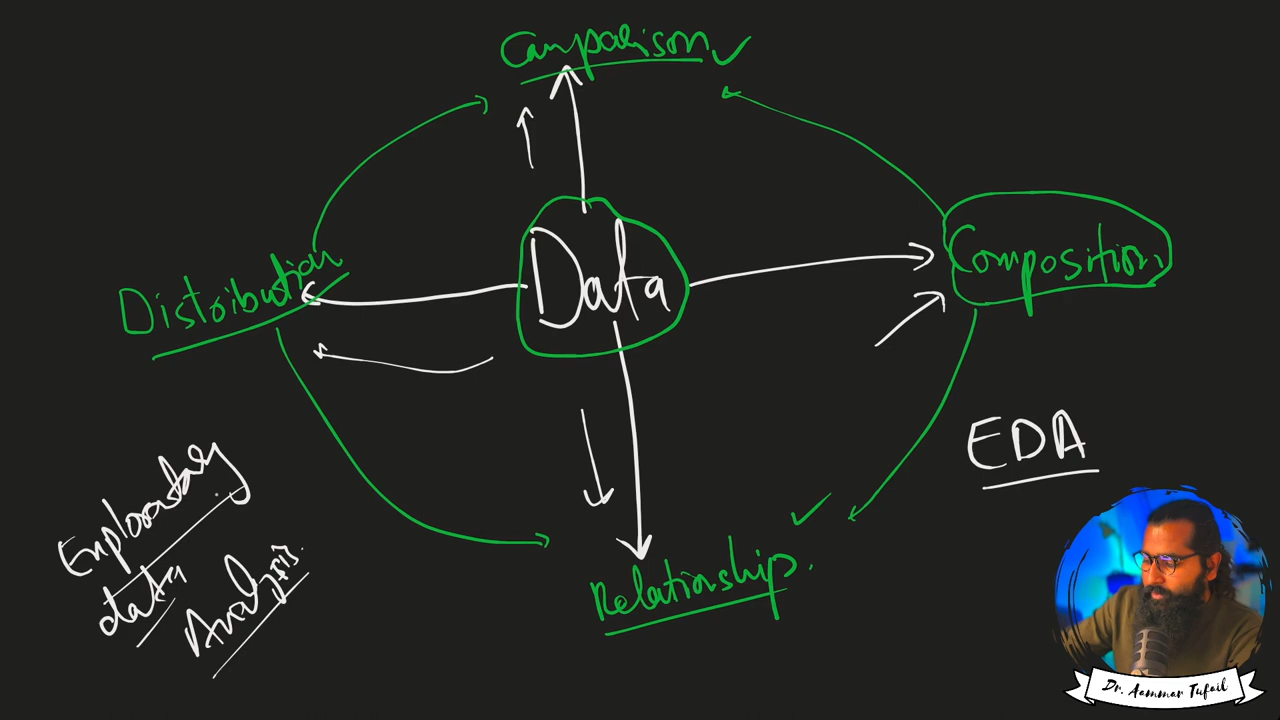 Comparison
Data
Composition
Distribution
EDA
Exploratory
data
Analysis.
Relationship.
Dr. Aammar Tufail